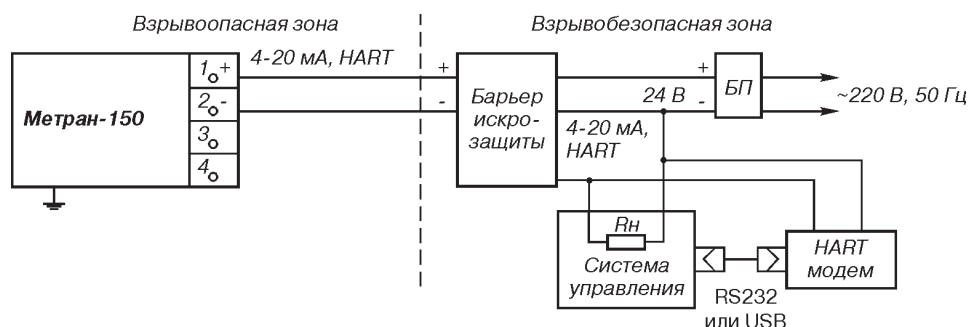 Взрывоопасная зона
Взрывобезопасная зона
Метран-150
1 +
2 -
3
4
4-20 мА, HART
+
-
Барьер
искро-
защиты
+
24 В
-
БП
~220 В, 50 Гц
4-20 мА,
HART
Rн
Система
управления
RS232
или USB
HART
модем